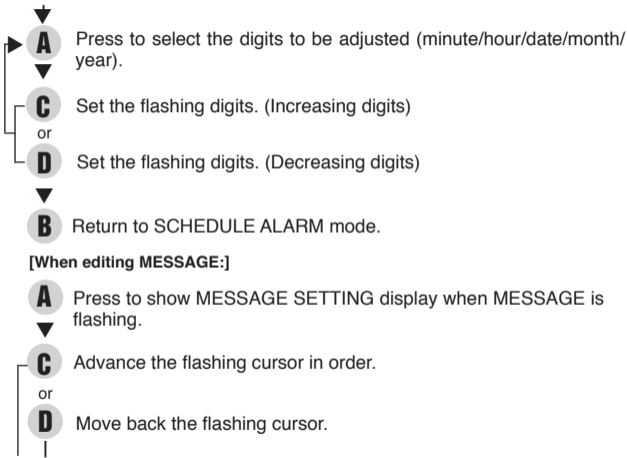 A Press to select the digits to be adjusted (minute/hour/date/month/
year).
C Set the flashing digits. (Increasing digits)
or
D Set the flashing digits. (Decreasing digits)
B Return to SCHEDULE ALARM mode.
[When editing MESSAGE:]
A Press to show MESSAGE SETTING display when MESSAGE is
flashing.
C Advance the flashing cursor in order.
or
D Move back the flashing cursor.